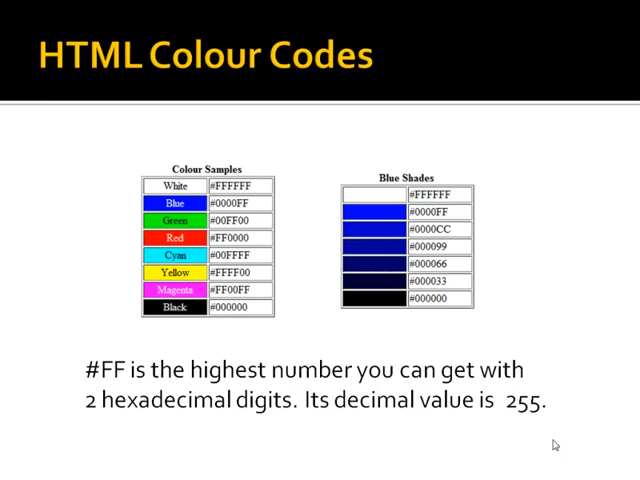 HTML Colour Codes
Colour Samples
White #FFFFFF
Blue #0000FF
Green #00FF00
Red #FF0000
Cyan #00FFFF
Yellow #FFFF00
Magenta #FF00FF
Black #000000
Blue Shades
#FFFFFF
#0000FF
#0000CC
#000099
#000066
#000033
#000000
#FF is the highest number you can get with
2 hexadecimal digits. Its decimal value is 255.